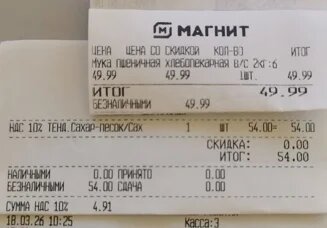 МАГНИТ
ЦЕНА ЦЕНА СО СКИДКОЙ КОЛ-ВО ИТОГ
Мука пшеничная хлебопекарная в/с 2кг:6
49.99 49.99 1шт. 49.99
ИТОГ 49.99
БЕЗНАЛИЧНЫМИ 49.99
НДС 10% ТЕНД.Сахар-песок/Сах 1 ШТ 54.00= 54.00
СКИДКА: 0.00
ИТОГ: 54.00
НАЛИЧНЫМИ 0.00 ПРИНЯТО 0.00
БЕЗНАЛИЧНЫМИ 54.00 СДАЧА 0.00
СУММА НДС 10% 4.91
18.03.26 10:25 Касса:3